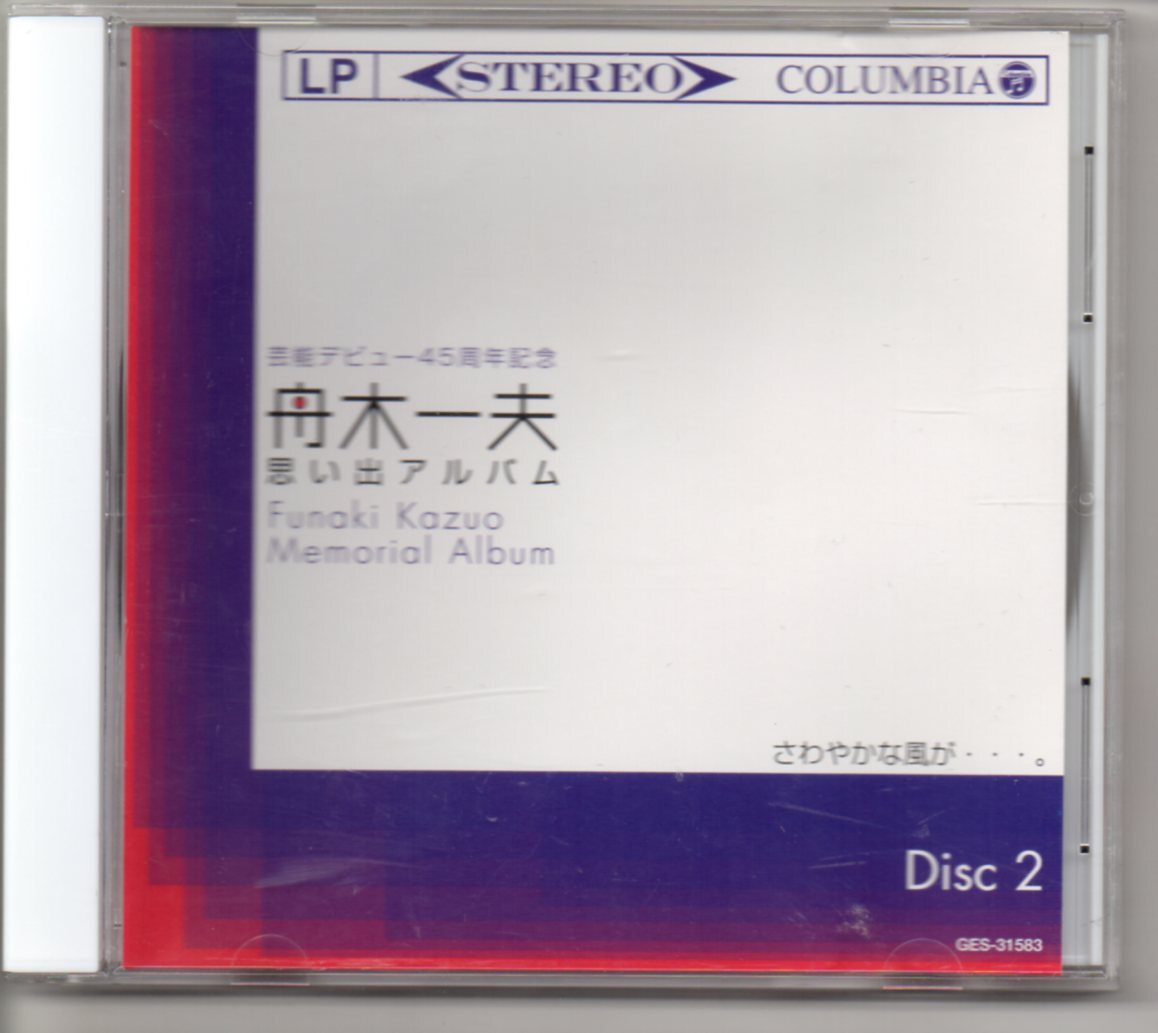 LP STEREO COLUMBIA
芸能デビュー45周年記念
舟木一夫
思い出アルバム
Funaki Kazuo
Memorial Album
さわやかな風が・・・。
Disc 2
GES-31583